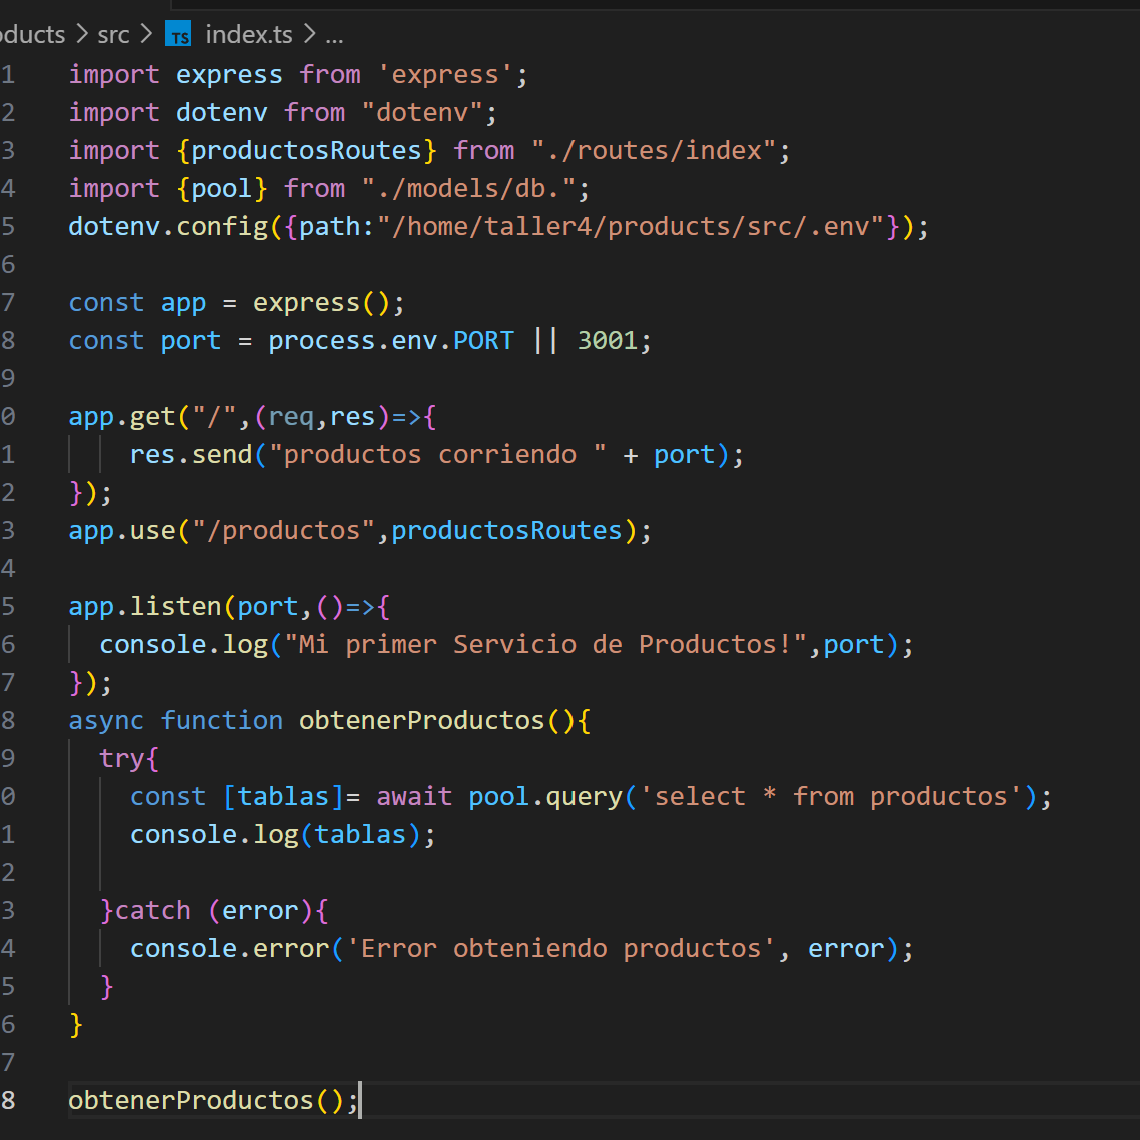 oducts > src > TS index.ts > ...
1 import express from 'express';
2 import dotenv from "dotenv";
3 import {productosRoutes} from "./routes/index";
4 import {pool} from "./models/db.";
5 dotenv.config({path:"/home/taller4/products/src/.env"});
6
7 const app = express();
8 const port = process.env.PORT || 3001;
9
0 app.get("/",(req,res)=>{
1     res.send("productos corriendo " + port);
2 });
3 app.use("/productos",productosRoutes);
4
5 app.listen(port,()=>{
6   console.log("Mi primer Servicio de Productos!",port);
7 });
8 async function obtenerProductos(){
9   try{
0     const [tablas]= await pool.query('select * from productos');
1     console.log(tablas);
2
3   }catch (error){
4     console.error('Error obteniendo productos', error);
5   }
6 }
7
8 obtenerProductos();